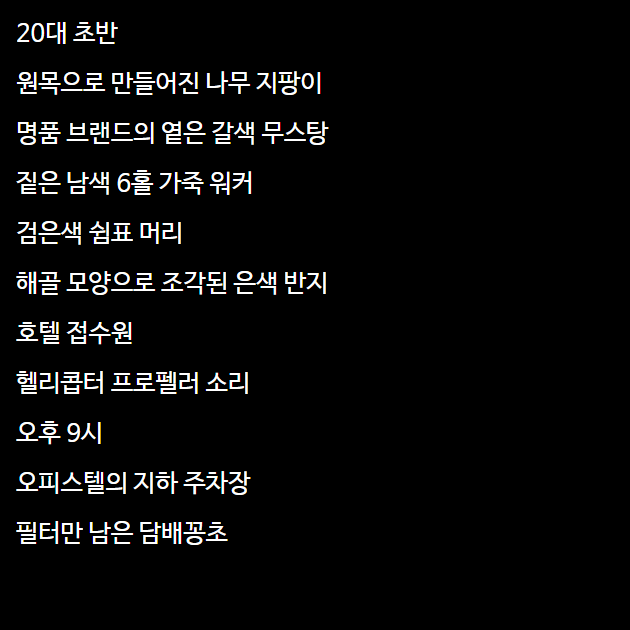 20대 초반
원목으로 만들어진 나무 지팡이
명품 브랜드의 옅은 갈색 무스탕
짙은 남색 6홀 가죽 워커
검은색 쉼표 머리
해골 모양으로 조각된 은색 반지
호텔 접수원
헬리콥터 프로펠러 소리
오후 9시
오피스텔의 지하 주차장
필터만 남은 담배꽁초